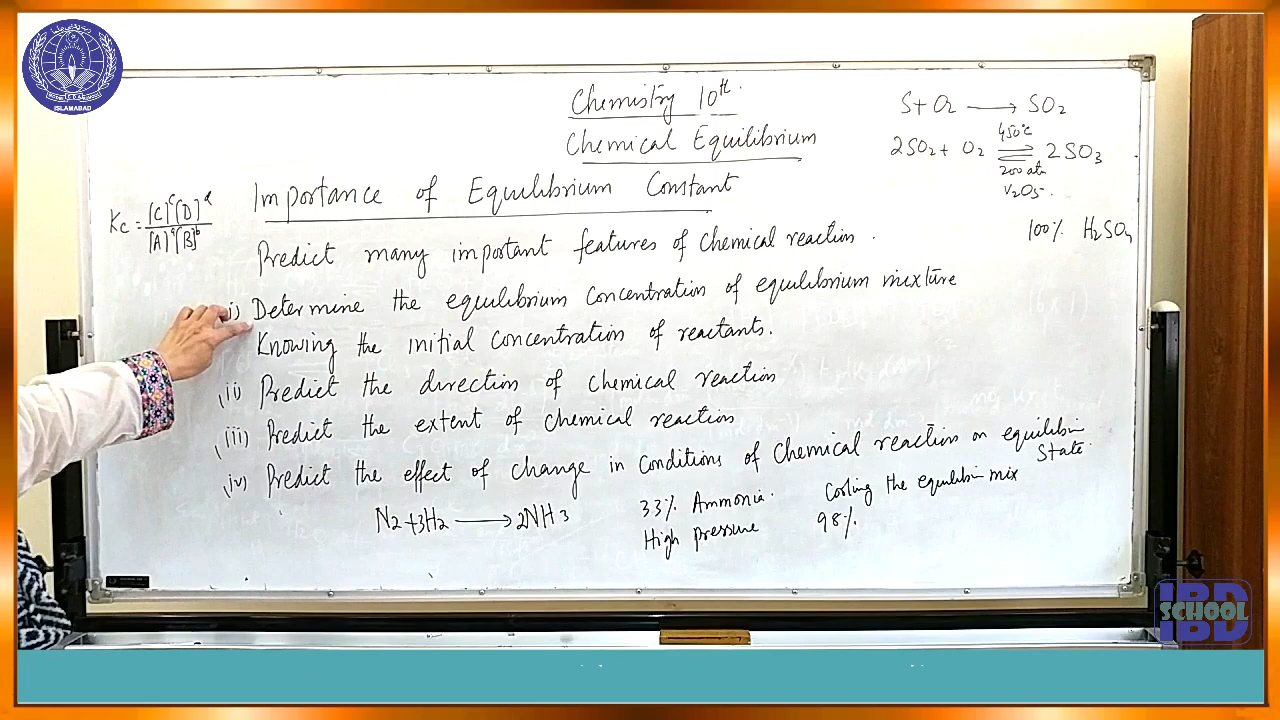 ISLAMABAD
Chemistry 10th.
Chemical Equilibrium
S+O2 ⟶ SO2
450°C
2SO2 + O2 ⇌ 2SO3
200 atm
V2O5.
100% H2SO4
Importance of Equilibrium Constant
Kc = [C]^c [D]^d / [A]^a [B]^b
Predict many important features of chemical reaction.
i) Determine the equilibrium concentration of equilibrium mixture
Knowing the initial concentration of reactants.
(ii) Predict the direction of chemical reaction
(iii) Predict the extent of chemical reaction
(iv) Predict the effect of change in conditions of chemical reaction on equilibrium
State.
N2+3H2 ⟶ 2NH3
33% Ammonia.
High pressure
Cooling the equilibrium mix
98%
IBD
SCHOOL